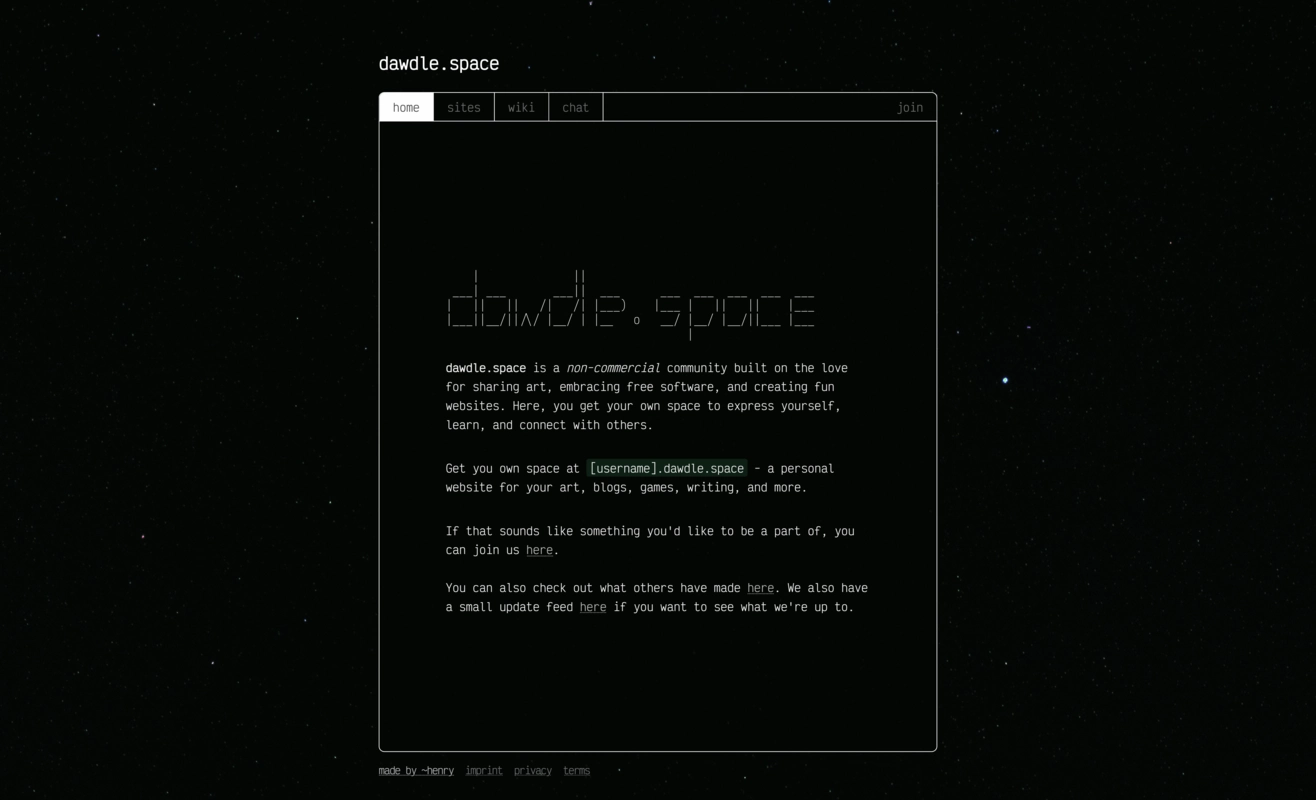 dawdle.space
home sites wiki chat join
dawdle.space
dawdle.space is a non-commercial community built on the love
for sharing art, embracing free software, and creating fun
websites. Here, you get your own space to express yourself,
learn, and connect with others.
Get you own space at [username].dawdle.space - a personal
website for your art, blogs, games, writing, and more.
If that sounds like something you'd like to be a part of, you
can join us here.
You can also check out what others have made here. We also have
a small update feed here if you want to see what we're up to.
made by ~henry imprint privacy terms